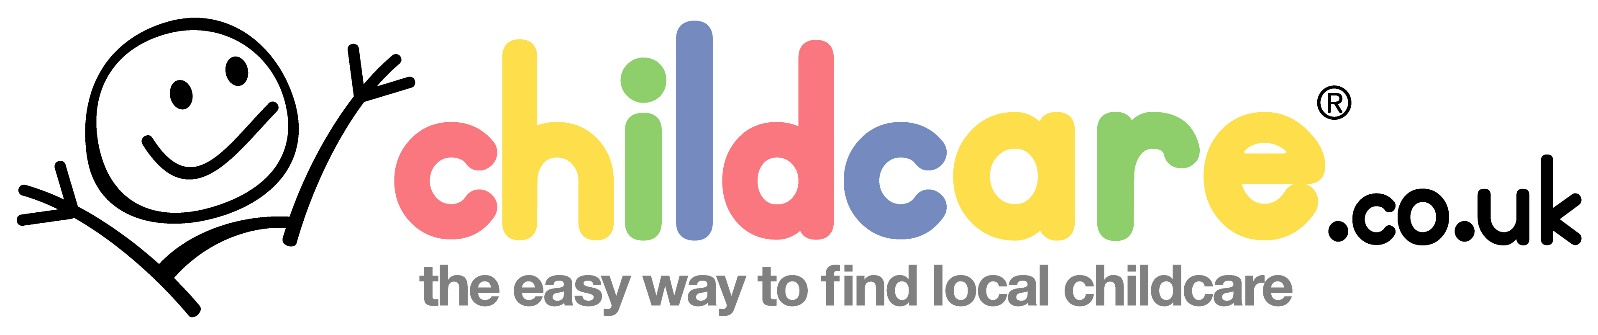 childcare®.co.uk
the easy way to find local childcare